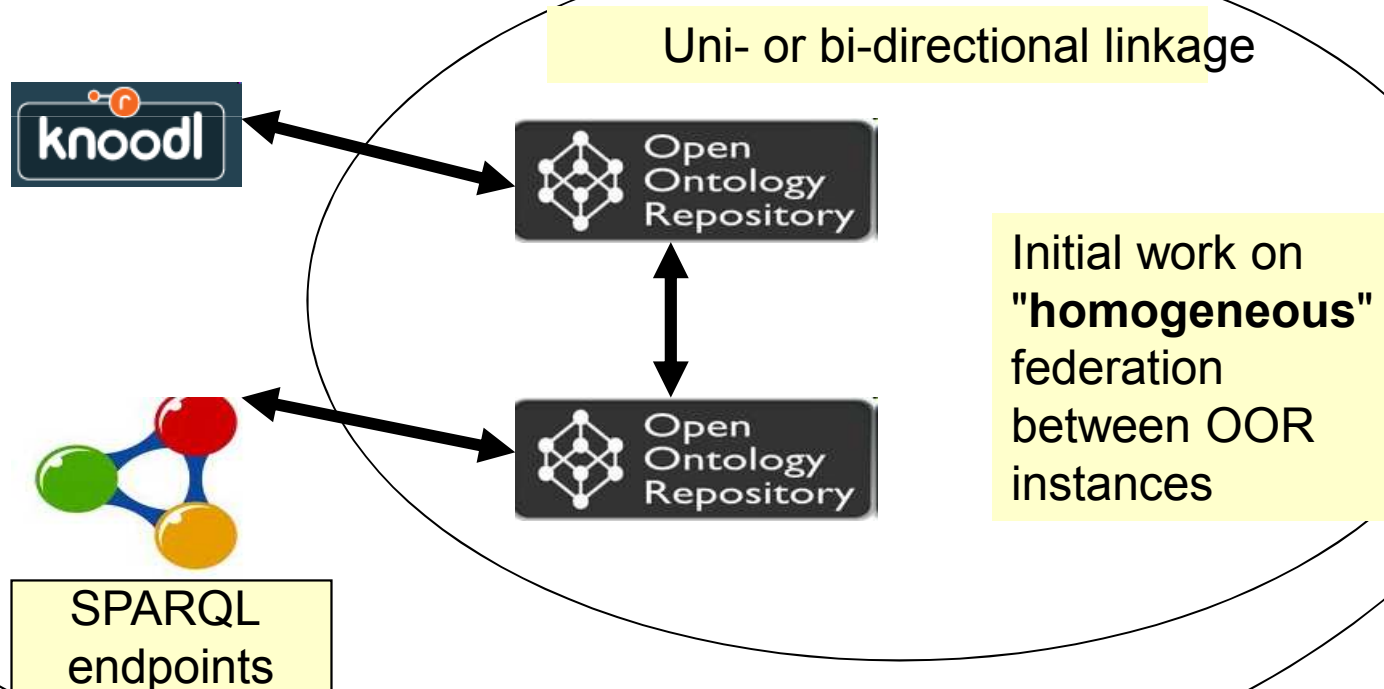 Uni- or bi-directional linkage
r
knoodl
Open
Ontology
Repository
Initial work on
"homogeneous"
federation
between OOR
instances
Open
Ontology
Repository
SPARQL
endpoints